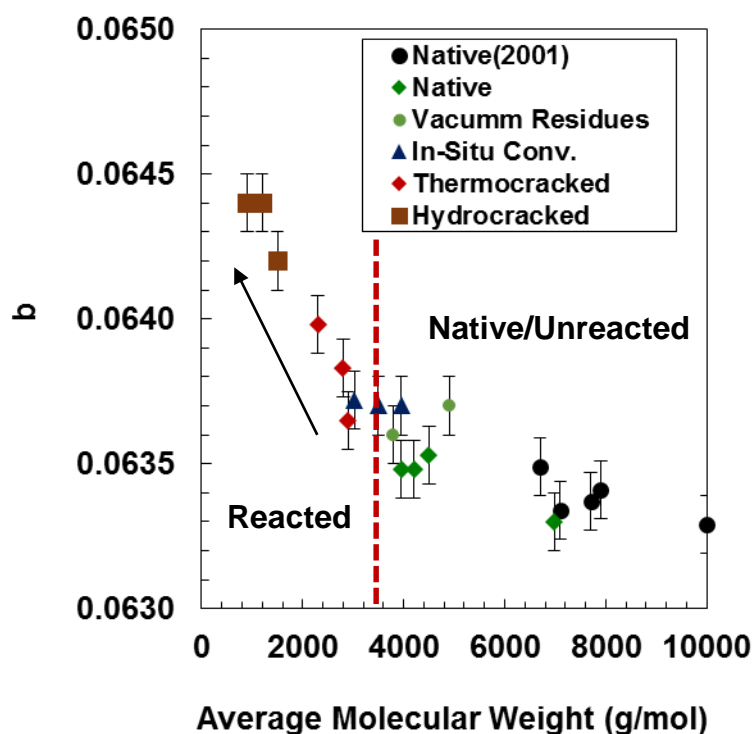 0.0650
0.0645
0.0640
0.0635
0.0630
b
Native(2001)
Native
Vacumm Residues
In-Situ Conv.
Thermocracked
Hydrocracked
Native/Unreacted
Reacted
0 2000 4000 6000 8000 10000
Average Molecular Weight (g/mol)